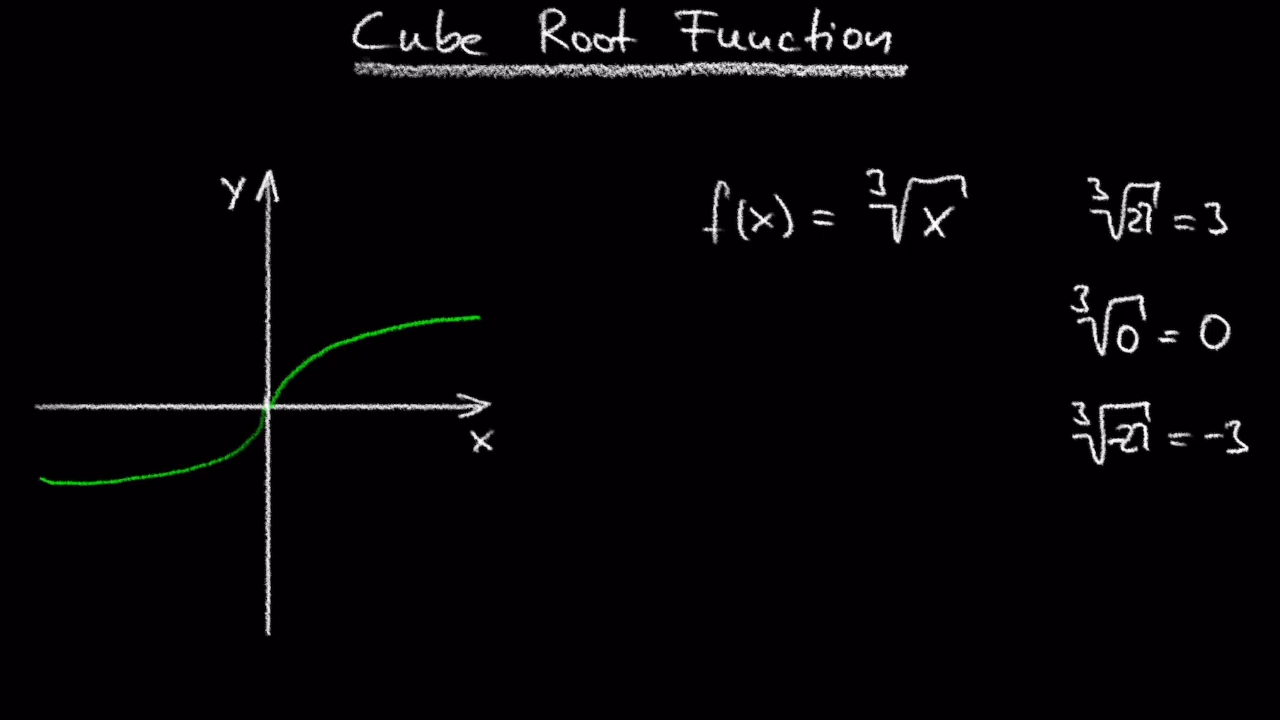 Cube Root Function
y
x
f(x) = ∛x
∛27 = 3
∛0 = 0
∛-27 = -3